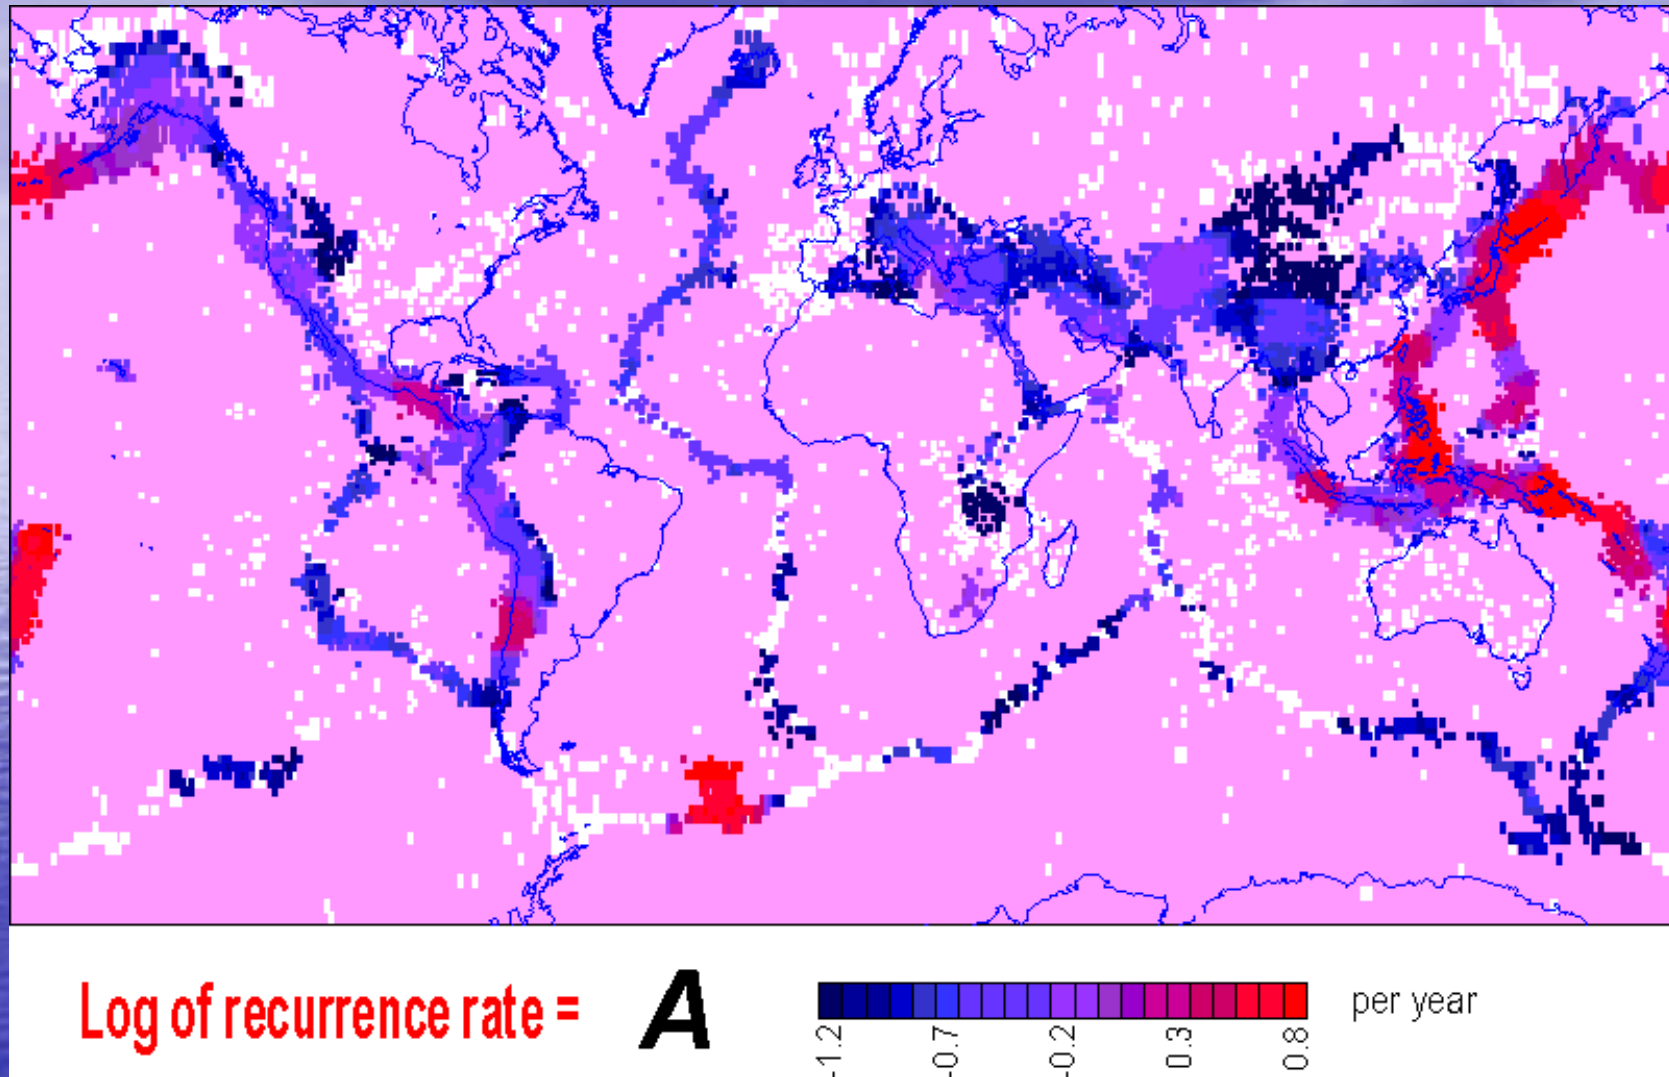 Log of recurrence rate = A
-1.2 -0.7 -0.2 0.3 0.8 per year